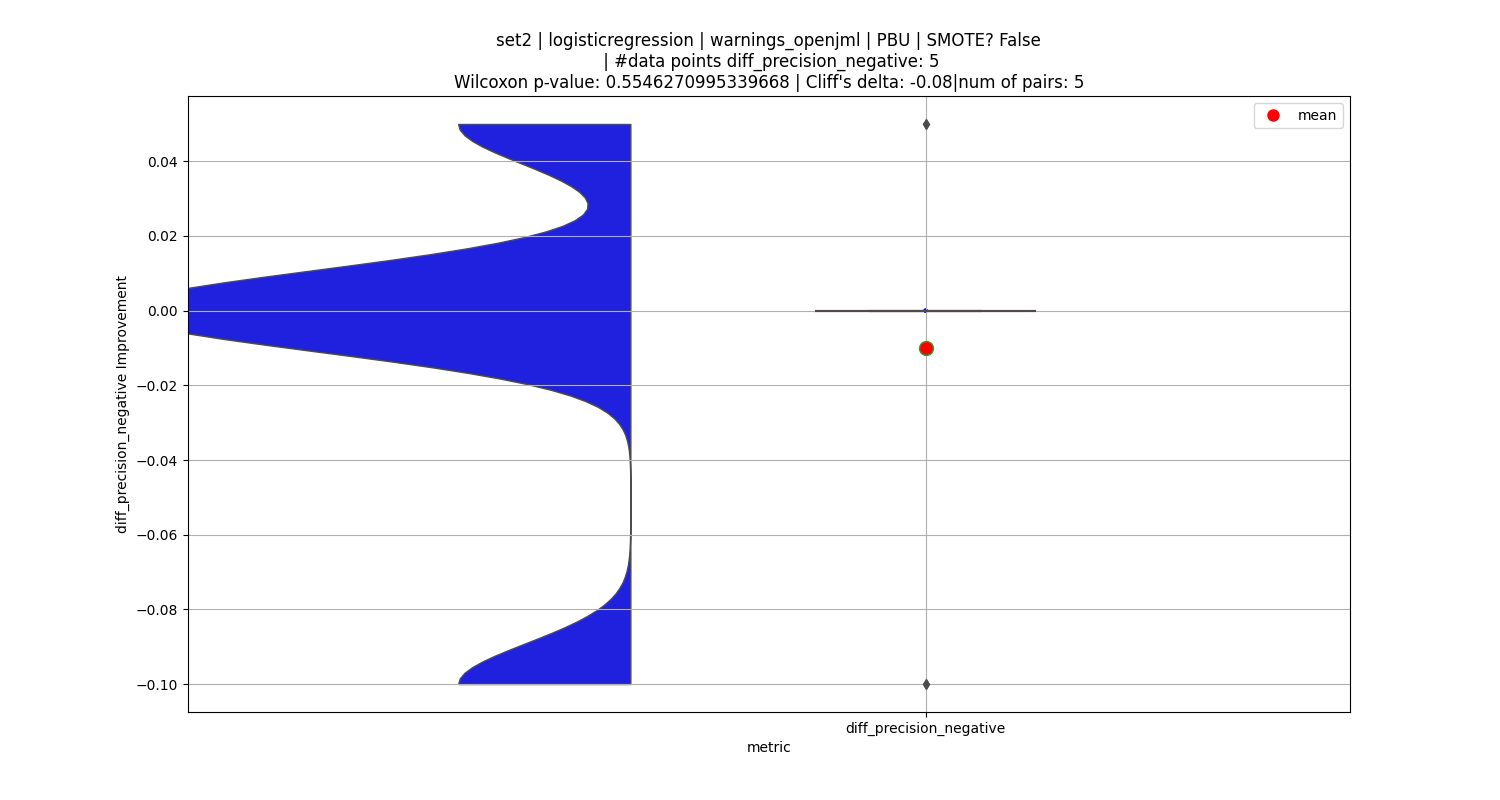 set2 | logisticregression | warnings_openjml | PBU | SMOTE? False
| #data points diff_precision_negative: 5
Wilcoxon p-value: 0.5546270995339668 | Cliff's delta: -0.08|num of pairs: 5
mean
0.04
0.02
0.00
−0.02
−0.04
−0.06
−0.08
−0.10
diff_precision_negative Improvement
diff_precision_negative
metric